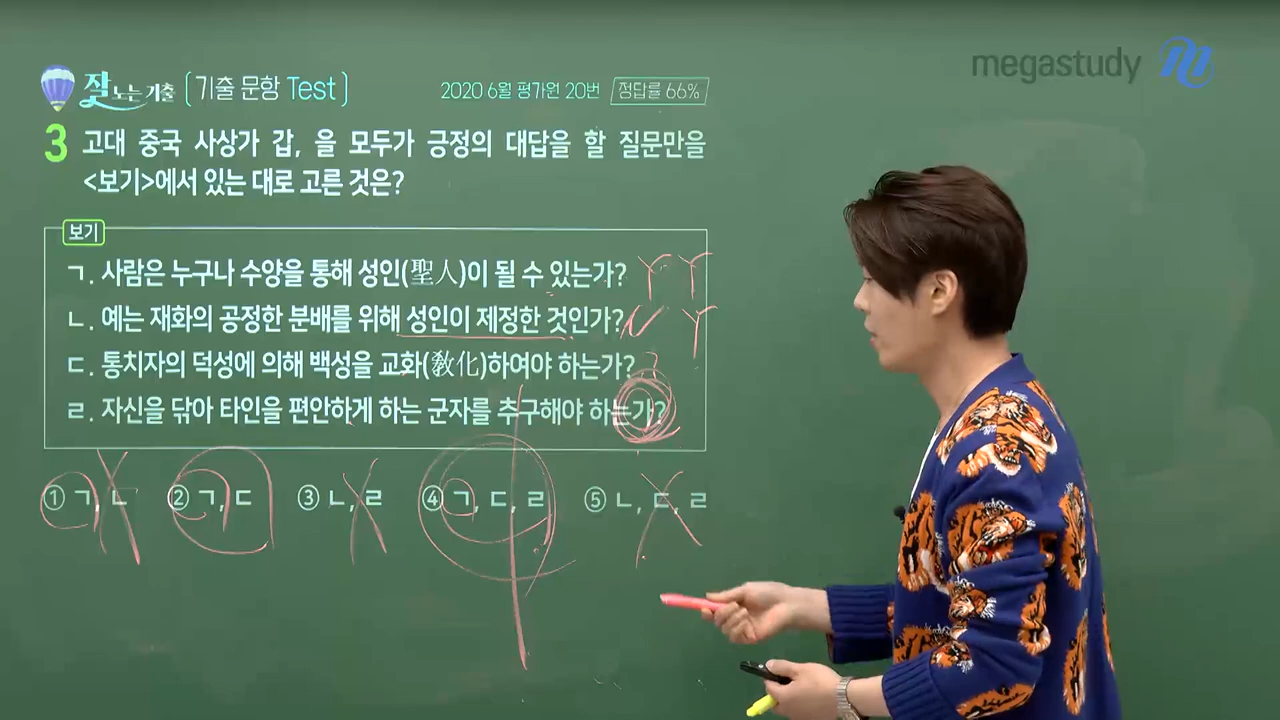 megastudy
잘 노는 기출 [기출 문항 Test]
2020 6월 평가원 20번 정답률 66%
3 고대 중국 사상가 갑, 을 모두가 긍정의 대답을 할 질문만을
<보기>에서 있는 대로 고른 것은?
보기
ㄱ. 사람은 누구나 수양을 통해 성인(聖人)이 될 수 있는가? Y Y
ㄴ. 예는 재화의 공정한 분배를 위해 성인이 제정한 것인가? N Y
ㄷ. 통치자의 덕성에 의해 백성을 교화(敎化)하여야 하는가?
ㄹ. 자신을 닦아 타인을 편안하게 하는 군자를 추구해야 하는가?
① ㄱ, ㄴ ② ㄱ, ㄷ ③ ㄴ, ㄹ ④ ㄱ, ㄷ, ㄹ ⑤ ㄴ, ㄷ, ㄹ